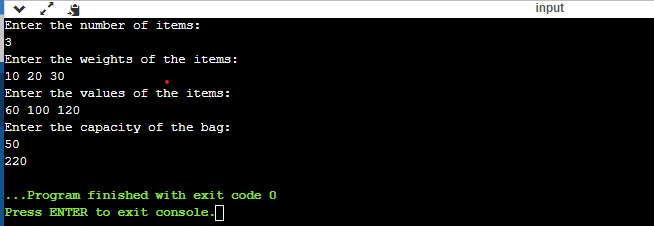 input
Enter the number of items:
3
Enter the weights of the items:
10 20 30
Enter the values of the items:
60 100 120
Enter the capacity of the bag:
50
220
...Program finished with exit code 0
Press ENTER to exit console.